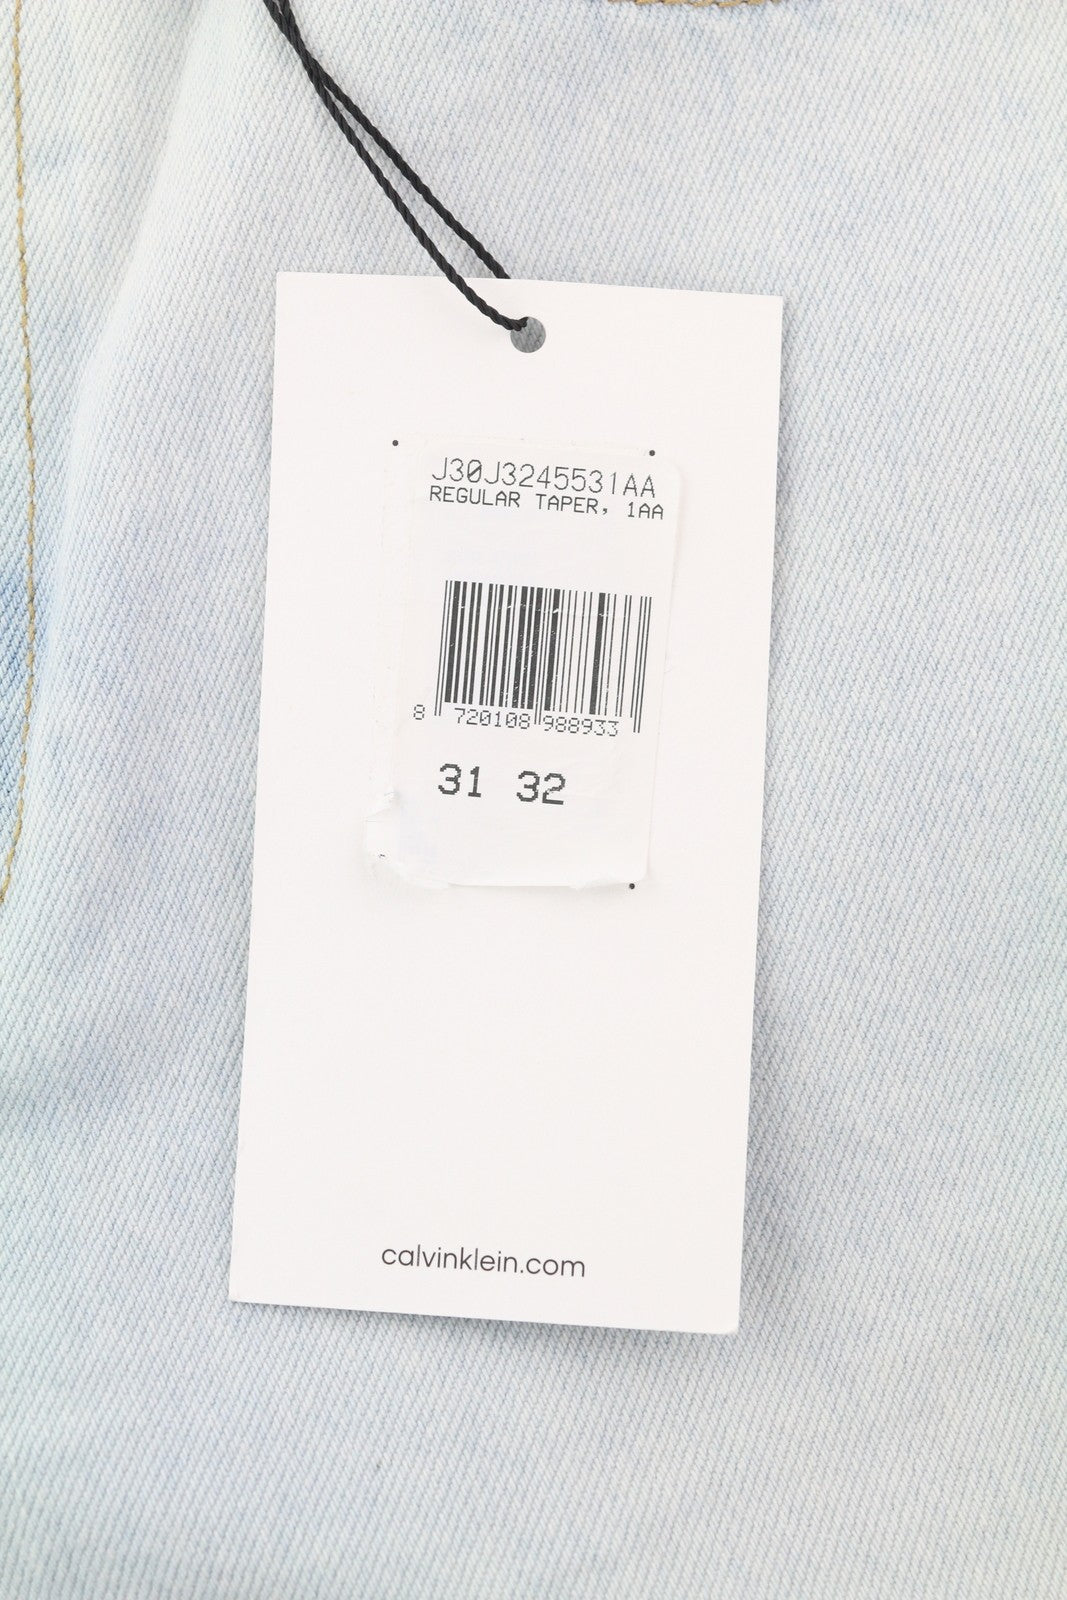 J30J3245531AA
REGULAR TAPER, 1AA
8 720108 988933
31 32
calvinklein.com